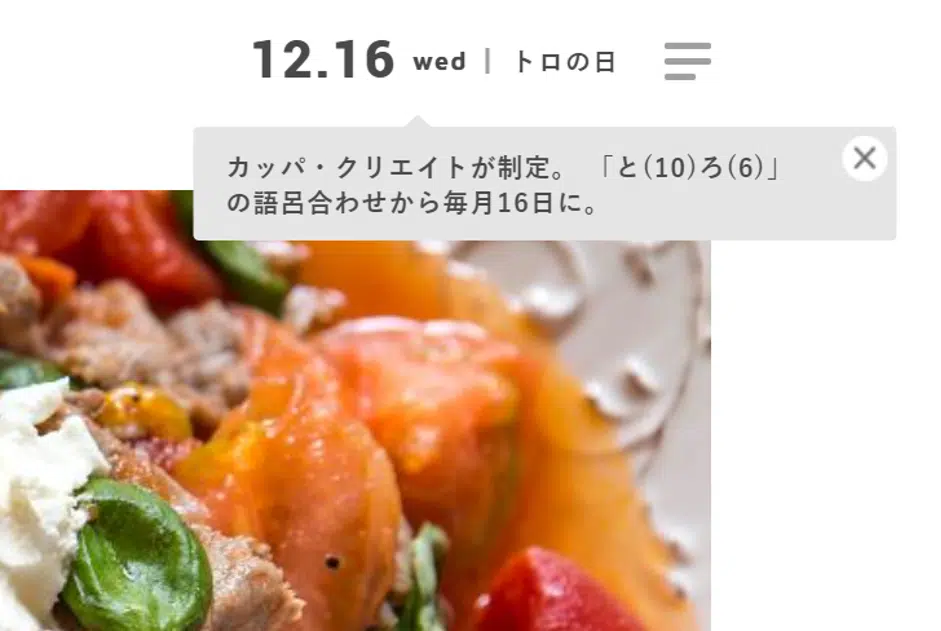 12.16 wed | トロの日
カッパ・クリエイトが制定。 「と(10)ろ(6)」
の語呂合わせから毎月16日に。